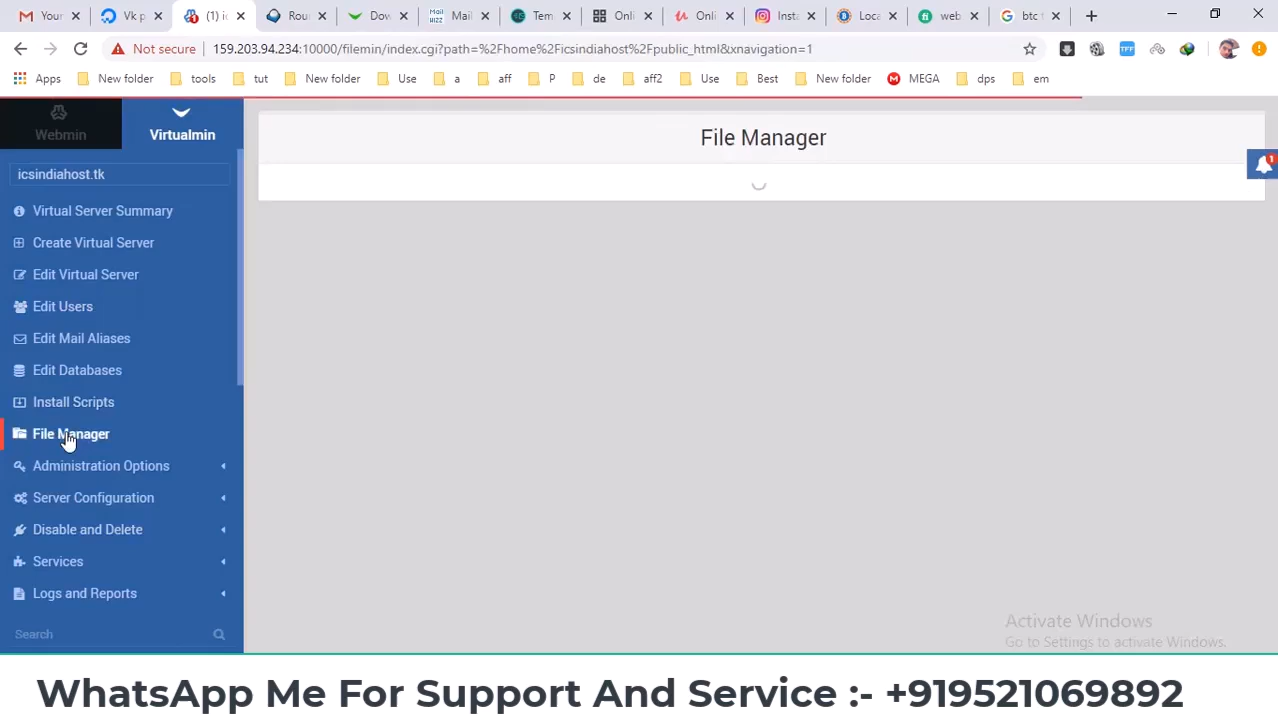 Your
Vk p
(1) ic
Rour
Dow
Mail
Tem
Onli
Onli
Insta
Loca
web
btc t
Not secure
159.203.94.234:10000/filemin/index.cgi?path=%2Fhome%2Ficsindiahost%2Fpublic_html&xnavigation=1
TFF
Apps
New folder
tools
tut
New folder
Use
a
aff
P
de
aff2
Use
Best
New folder
MEGA
dps
em
Webmin
Virtualmin
File Manager
1
icsindiahost.tk
Virtual Server Summary
Create Virtual Server
Edit Virtual Server
Edit Users
Edit Mail Aliases
Edit Databases
Install Scripts
File Manager
Administration Options
Server Configuration
Disable and Delete
Services
Logs and Reports
Search
Activate Windows
Go to Settings to activate Windows.
WhatsApp Me For Support And Service :- +919521069892